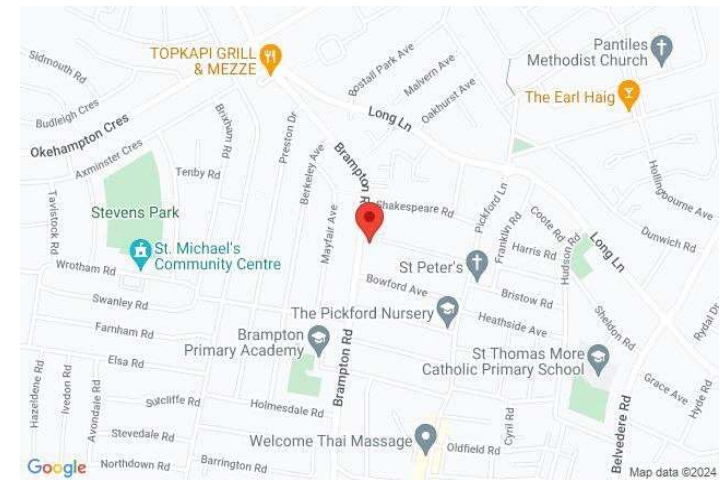 Sidmouth Rd
TOPKAPI GRILL
& MEZZE
Bostall Park Ave
Malvern Ave
Pantiles
Methodist Church
The Earl Haig
Budleigh Cres
Okehampton Cres
Brixham Rd
Preston Dr
Long Ln
Oakhurst Ave
Axminster Cres
Tenby Rd
Berkeley Ave
Brampton Rd
Hollingbourne Ave
Tavistock Rd
Stevens Park
Mayfair Ave
Shakespeare Rd
Pickford Ln
Franklin Rd
Coote Rd
Dunwich Rd
St. Michael's
Community Centre
Harris Rd
Hudson Rd
Long Ln
Wrotham Rd
St Peter's
Bowford Ave
Bristow Rd
Swanley Rd
The Pickford Nursery
Heathside Ave
Sheldon Rd
Rydal Dr
Farnham Rd
Brampton
Primary Academy
Brampton Rd
St Thomas More
Catholic Primary School
Elsa Rd
Grace Ave
Hyde Rd
Hazeldene Rd
Ivedon Rd
Avondale Rd
Sutcliffe Rd
Holmesdale Rd
Cyril Rd
Belvedere Rd
Stevedale Rd
Welcome Thai Massage
Oldfield Rd
Google
Northdown Rd
Barrington Rd
Map data ©2024